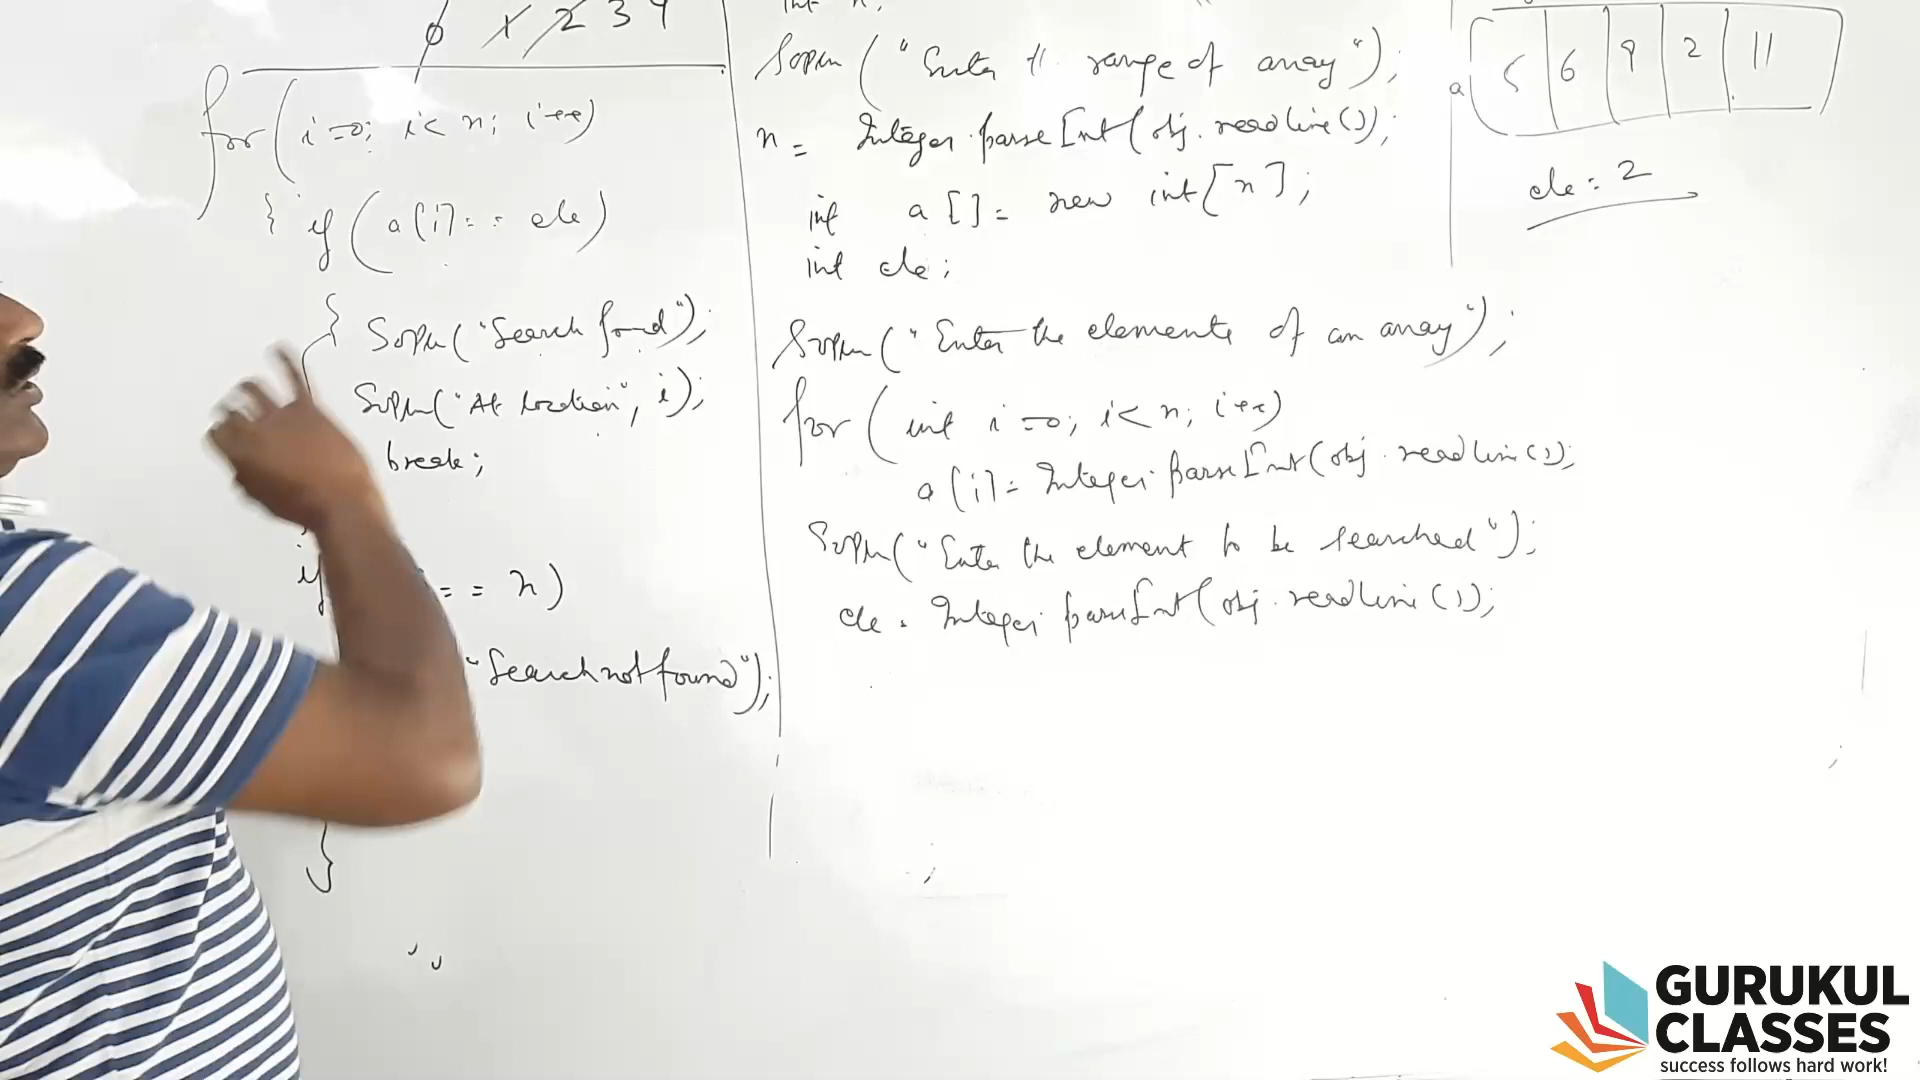 0 1 2 3 4
for(i=0; i<n; i++)
{ if(a[i]== ele)
{ Sopln("Search found");
Sopln("At location", i);
break;
if
== n)
"Search not found");
}
int n;
Sopln("Enter the range of array");
n = Integer.parseInt(obj.readLine());
int a[]= new int[n];
int ele;
Sopln("Enter the elements of an array");
for(int i=0; i<n; i++)
a[i]= Integer.parseInt(obj.readLine());
Sopln("Enter the element to be searched");
ele = Integer.parseInt(obj.readLine());
a 5 6 9 2 11
ele = 2
GURUKUL
CLASSES
success follows hard work!